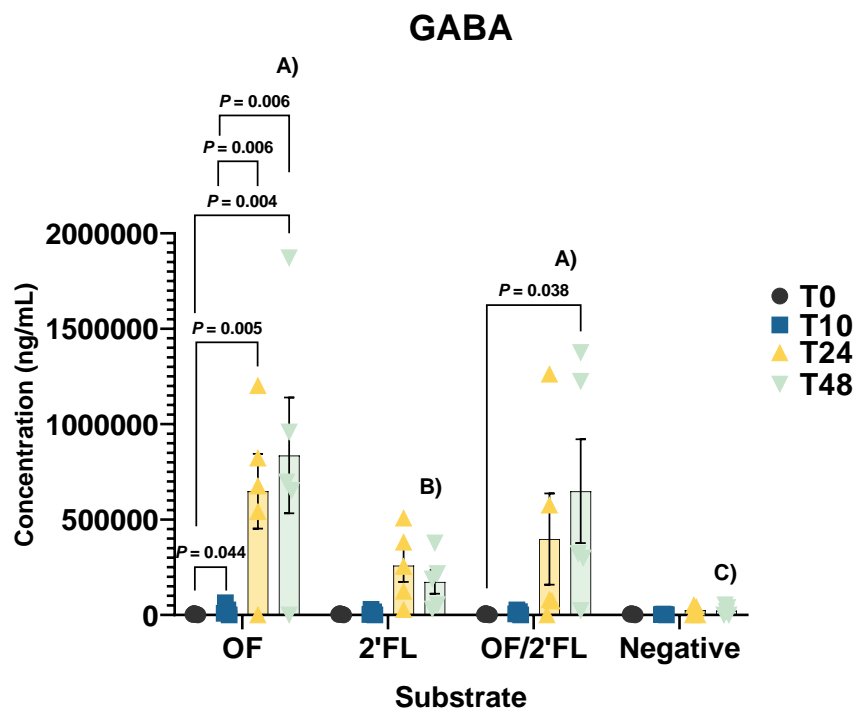 GABA
A)
P = 0.006
P = 0.006
P = 0.004
2000000
A)
P = 0.038
T0
T10
1500000
P = 0.005
T24
T48
Concentration (ng/mL)
1000000
B)
500000
P = 0.044
C)
0
OF
2'FL
OF/2'FL
Negative
Substrate